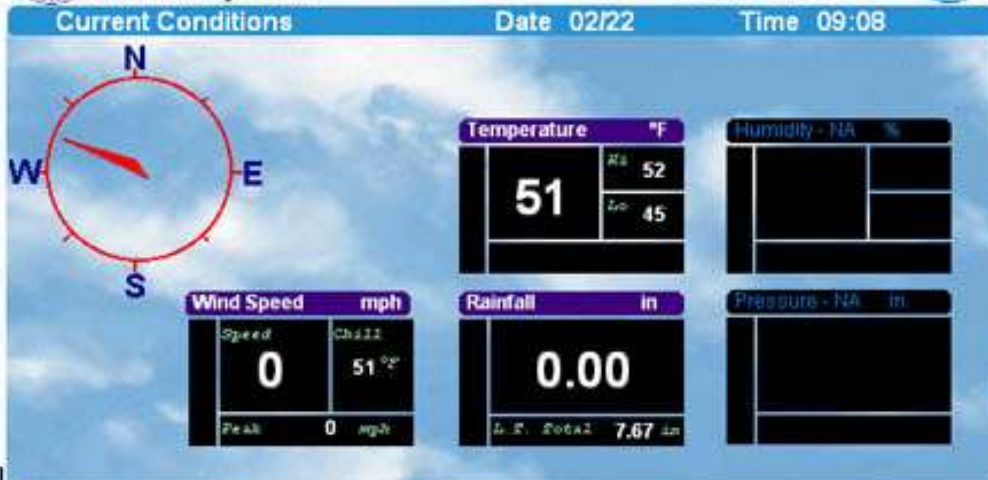 Current Conditions Date 02/22 Time 09:08
N
W E
S
Temperature °F
51
Hi 52
Lo 45
Humidity - NA %
Wind Speed mph
Speed
0
Chill
51 °F
Peak 0 mph
Rainfall in
0.00
Total 7.67 in
Pressure - NA in.